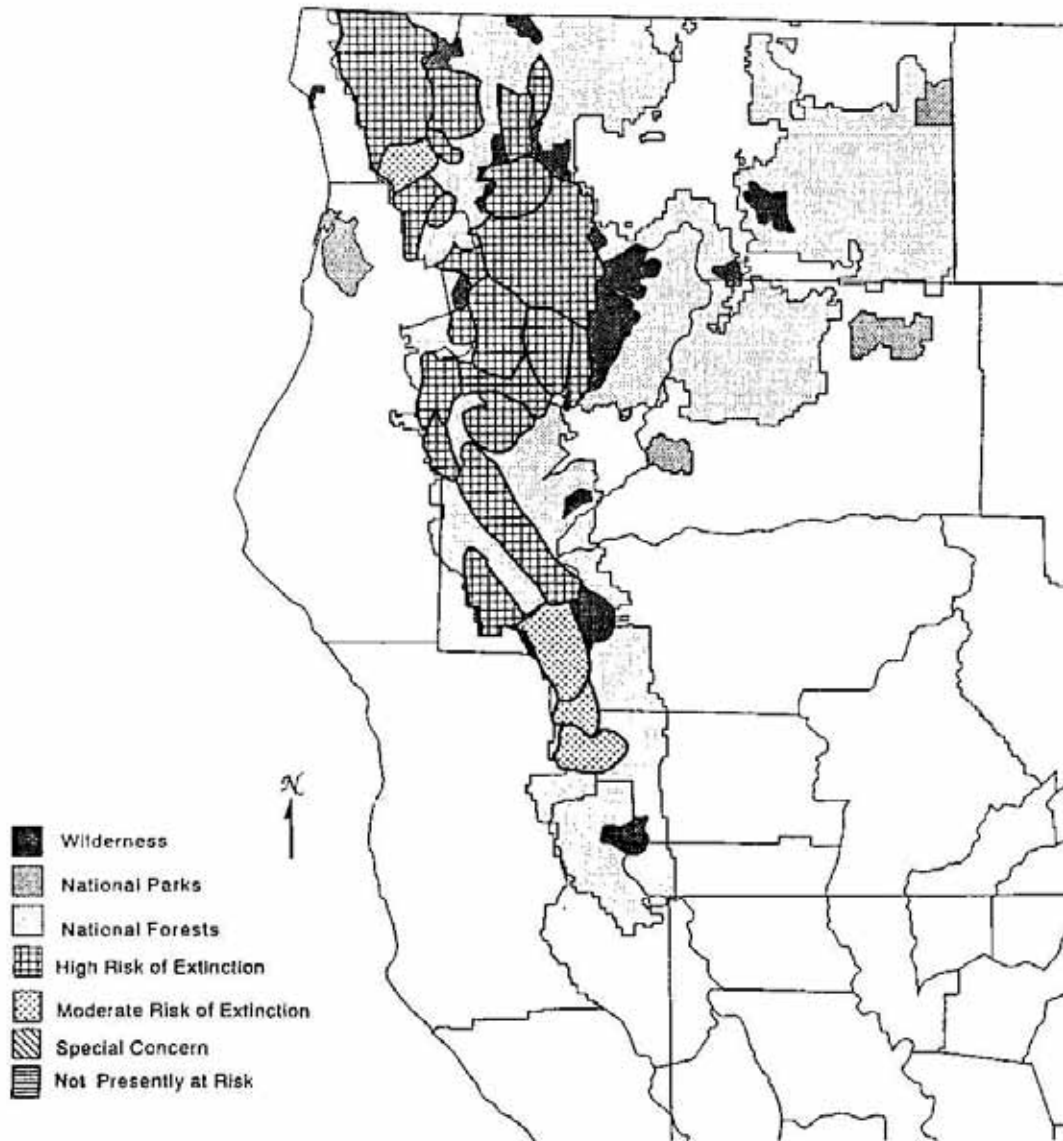 N
Wilderness
National Parks
National Forests
High Risk of Extinction
Moderate Risk of Extinction
Special Concern
Not Presently at Risk